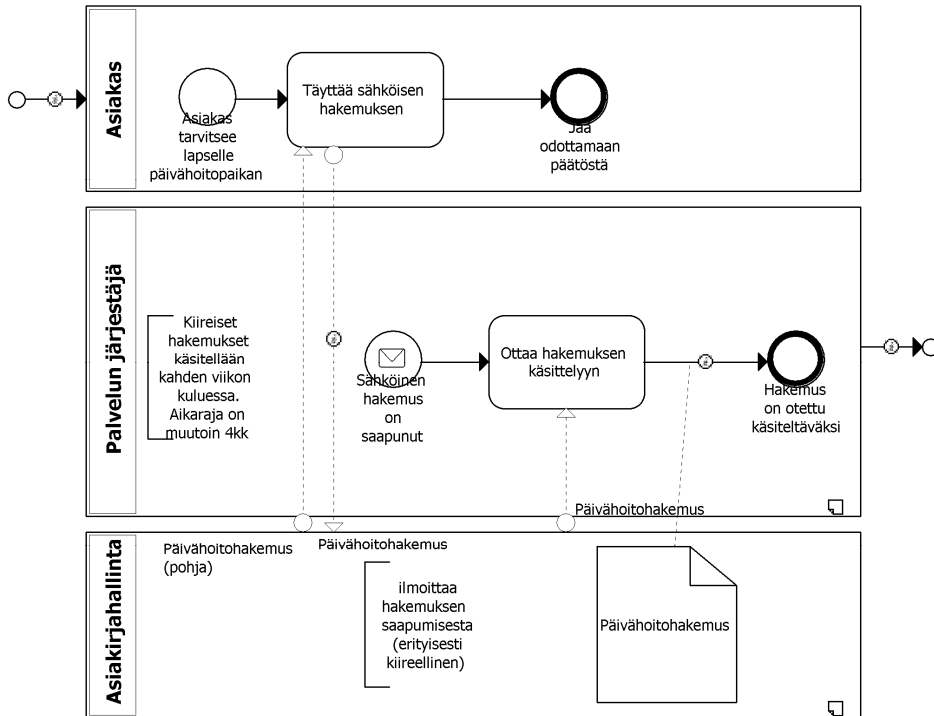 Asiakas
Täyttää sähköisen
hakemuksen
Asiakas
tarvitsee
lapselle
päivähoitopaikan
Jää
odottamaan
päätöstä
Palvelun järjestäjä
Kiireiset
hakemukset
käsitellään
kahden viikon
kuluessa.
Aikaraja on
muutoin 4kk
Sähköinen
hakemus
on
saapunut
Ottaa hakemuksen
käsittelyyn
Hakemus
on otettu
käsiteltäväksi
Päivähoitohakemus
Asiakirjahallinta
Päivähoitohakemus
(pohja)
Päivähoitohakemus
ilmoittaa
hakemuksen
saapumisesta
(erityisesti
kiireellinen)
Päivähoitohakemus